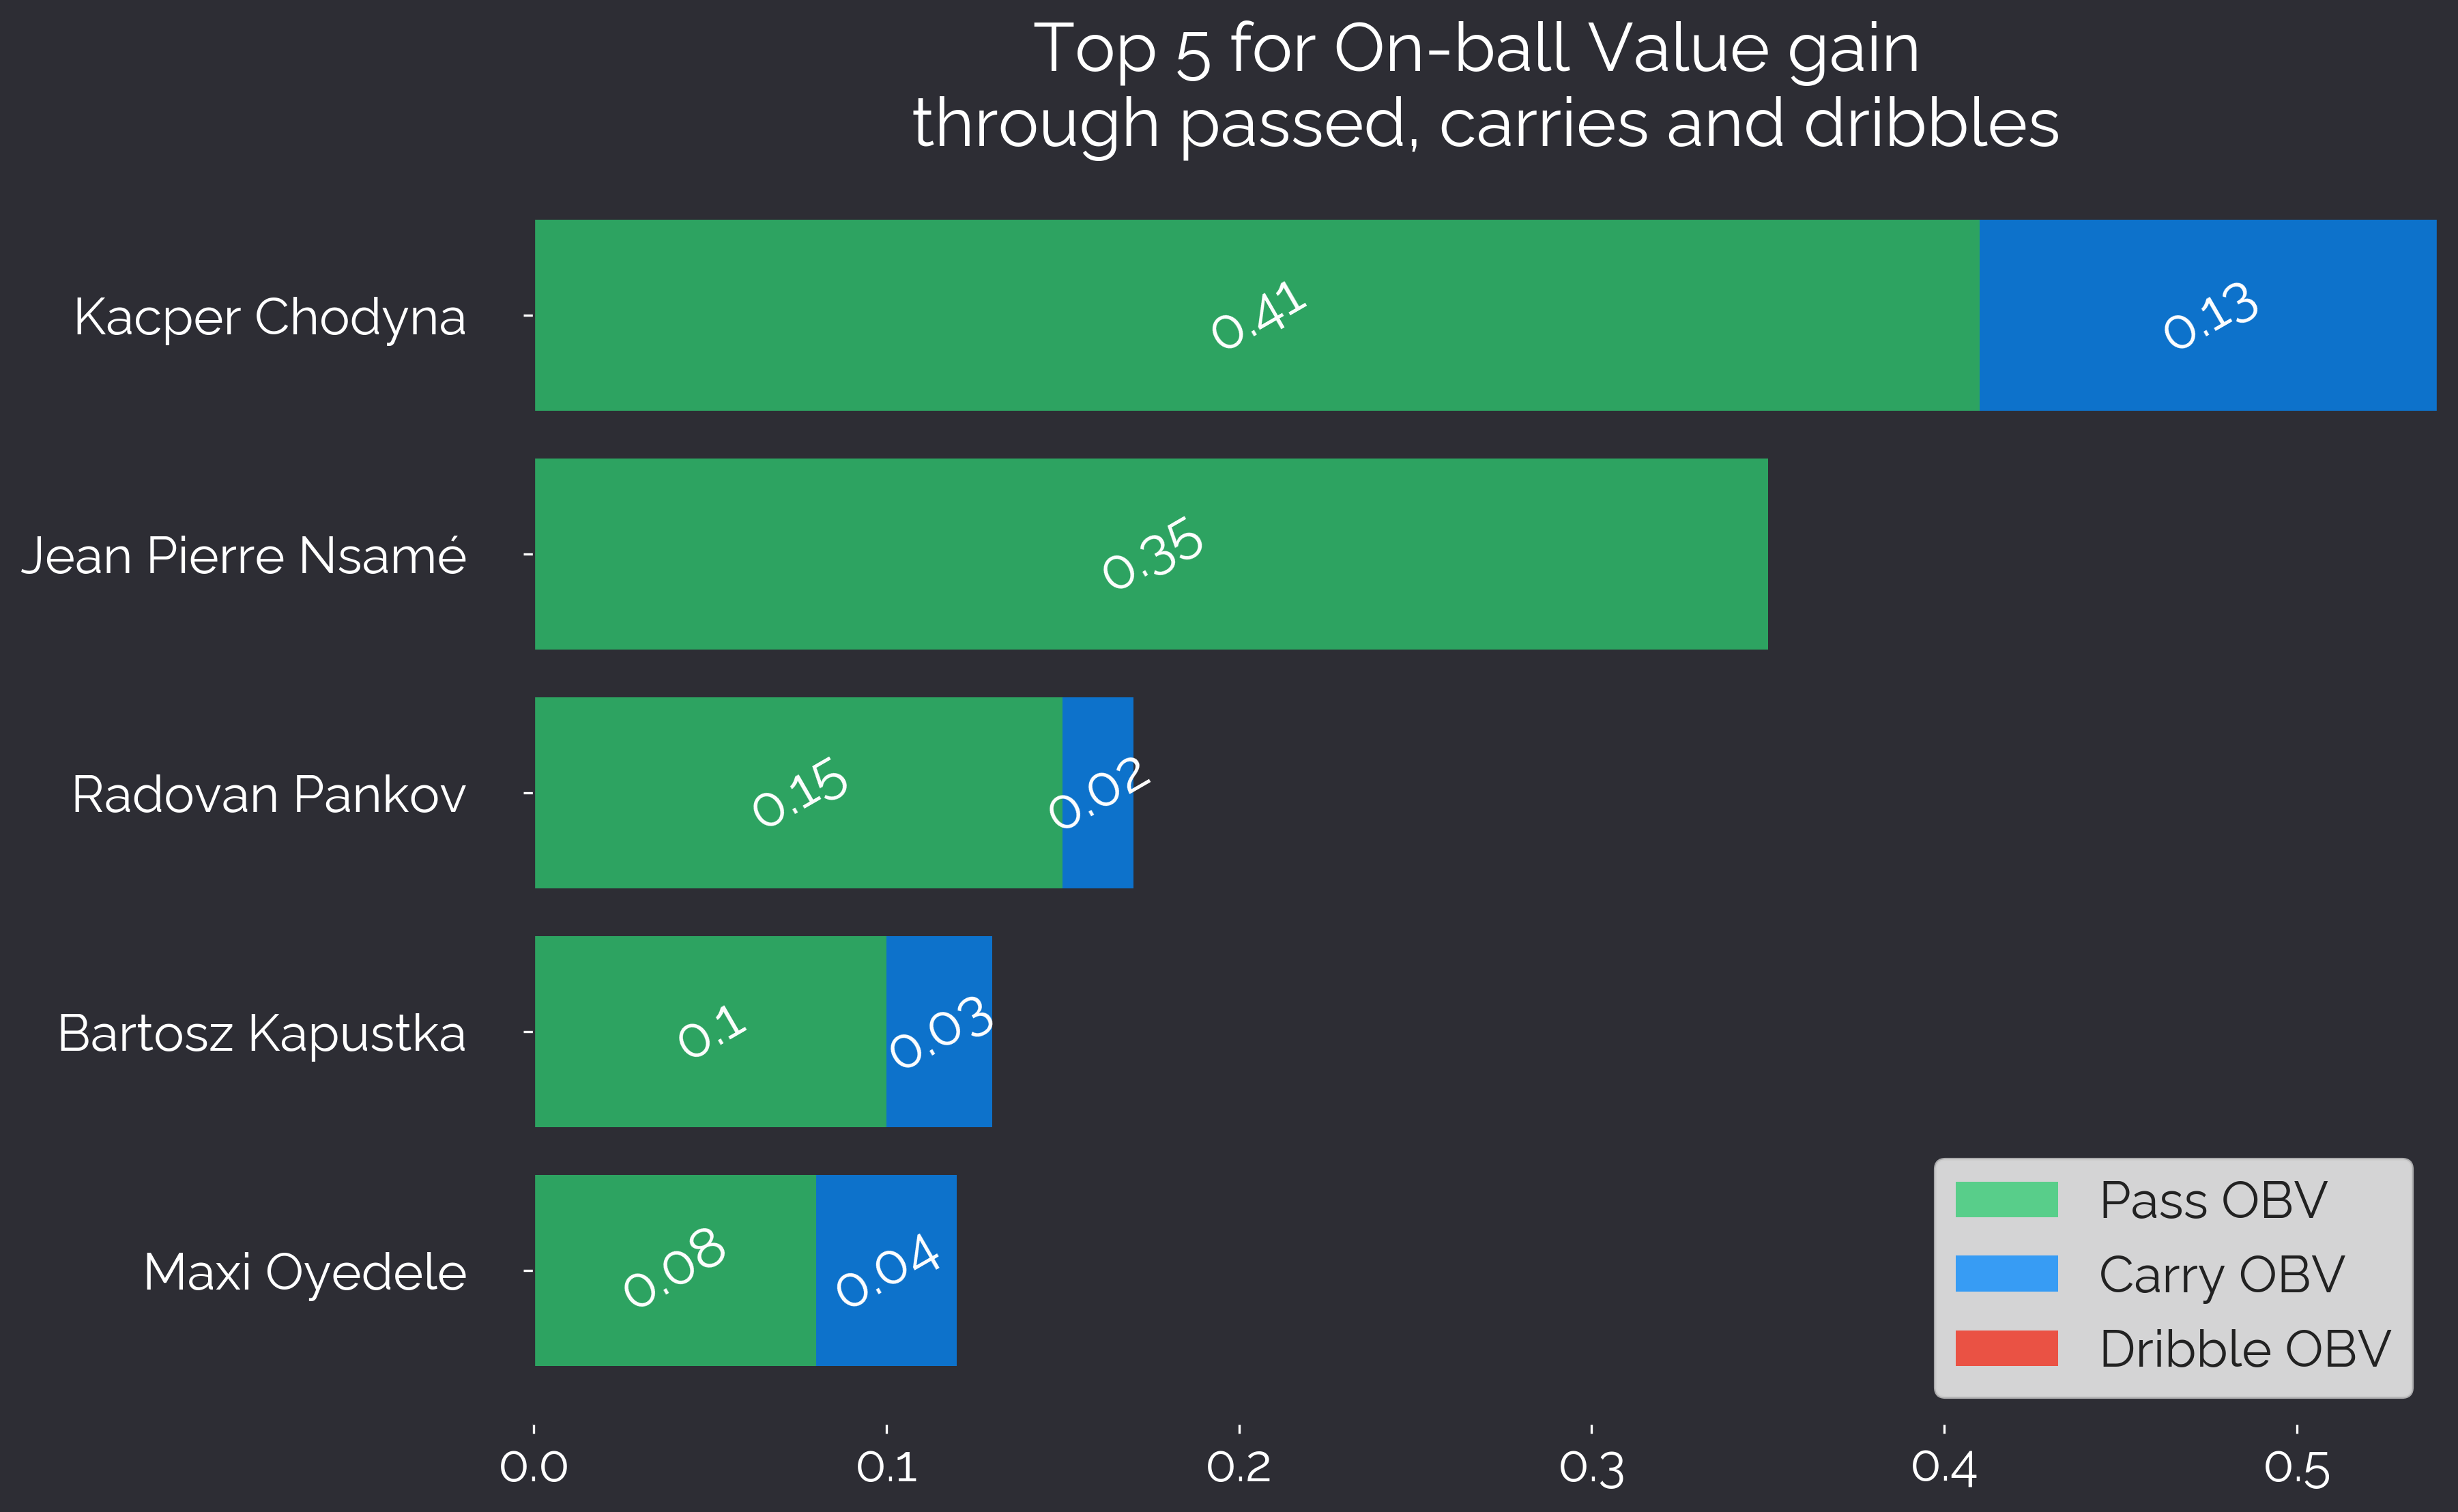 Top 5 for On-ball Value gain
through passed, carries and dribbles
Kacper Chodyna
0.41
0.13
Jean Pierre Nsamé
0.35
Radovan Pankov
0.15
0.02
Bartosz Kapustka
0.1
0.03
Maxi Oyedele
0.08
0.04
Pass OBV
Carry OBV
Dribble OBV
0.0 0.1 0.2 0.3 0.4 0.5